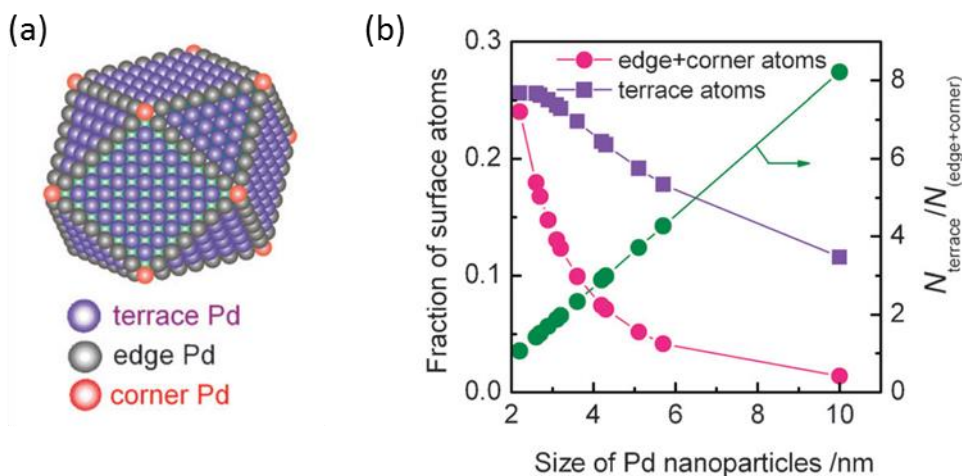 (a)
terrace Pd
edge Pd
corner Pd
(b)
edge+corner atoms
terrace atoms
Fraction of surface atoms
0.3
0.2
0.1
0.0
N terrace /N (edge+corner)
8
6
4
2
0
2 4 6 8 10
Size of Pd nanoparticles /nm